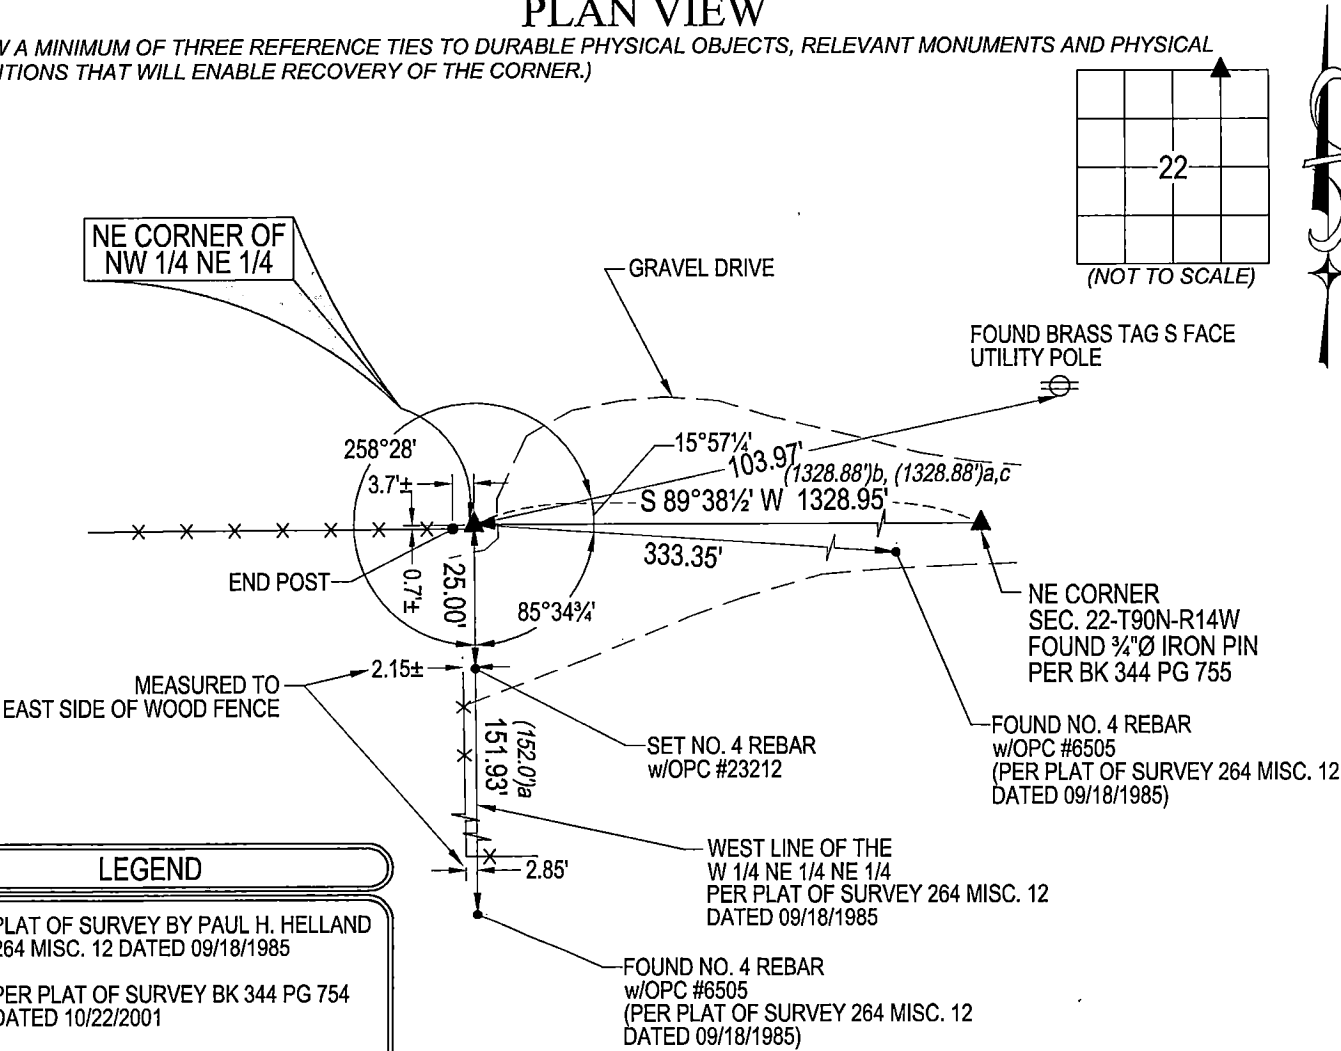 PLAN VIEW
A MINIMUM OF THREE REFERENCE TIES TO DURABLE PHYSICAL OBJECTS, RELEVANT MONUMENTS AND PHYSICAL
THAT WILL ENABLE RECOVERY OF THE CORNER.)
22
(NOT TO SCALE)
NE CORNER OF
NW 1/4 NE 1/4
GRAVEL DRIVE
FOUND BRASS TAG S FACE
UTILITY POLE
258°28'
15°57¼'
103.97'
(1328.88')b, (1328.88')a,c
3.7'±
S 89°38½' W 1328.95'
333.35'
END POST
0.7'±
25.00'
85°34¾'
NE CORNER
SEC. 22-T90N-R14W
FOUND ¾"Ø IRON PIN
PER BK 344 PG 755
2.15±
MEASURED TO
EAST SIDE OF WOOD FENCE
(152.0')a
151.93'
SET NO. 4 REBAR
w/OPC #23212
FOUND NO. 4 REBAR
w/OPC #6505
(PER PLAT OF SURVEY 264 MISC. 12
DATED 09/18/1985)
WEST LINE OF THE
W 1/4 NE 1/4 NE 1/4
PER PLAT OF SURVEY 264 MISC. 12
DATED 09/18/1985
2.85'
FOUND NO. 4 REBAR
w/OPC #6505
(PER PLAT OF SURVEY 264 MISC. 12
DATED 09/18/1985)
LEGEND
PLAT OF SURVEY BY PAUL H. HELLAND
264 MISC. 12 DATED 09/18/1985
PER PLAT OF SURVEY BK 344 PG 754
DATED 10/22/2001